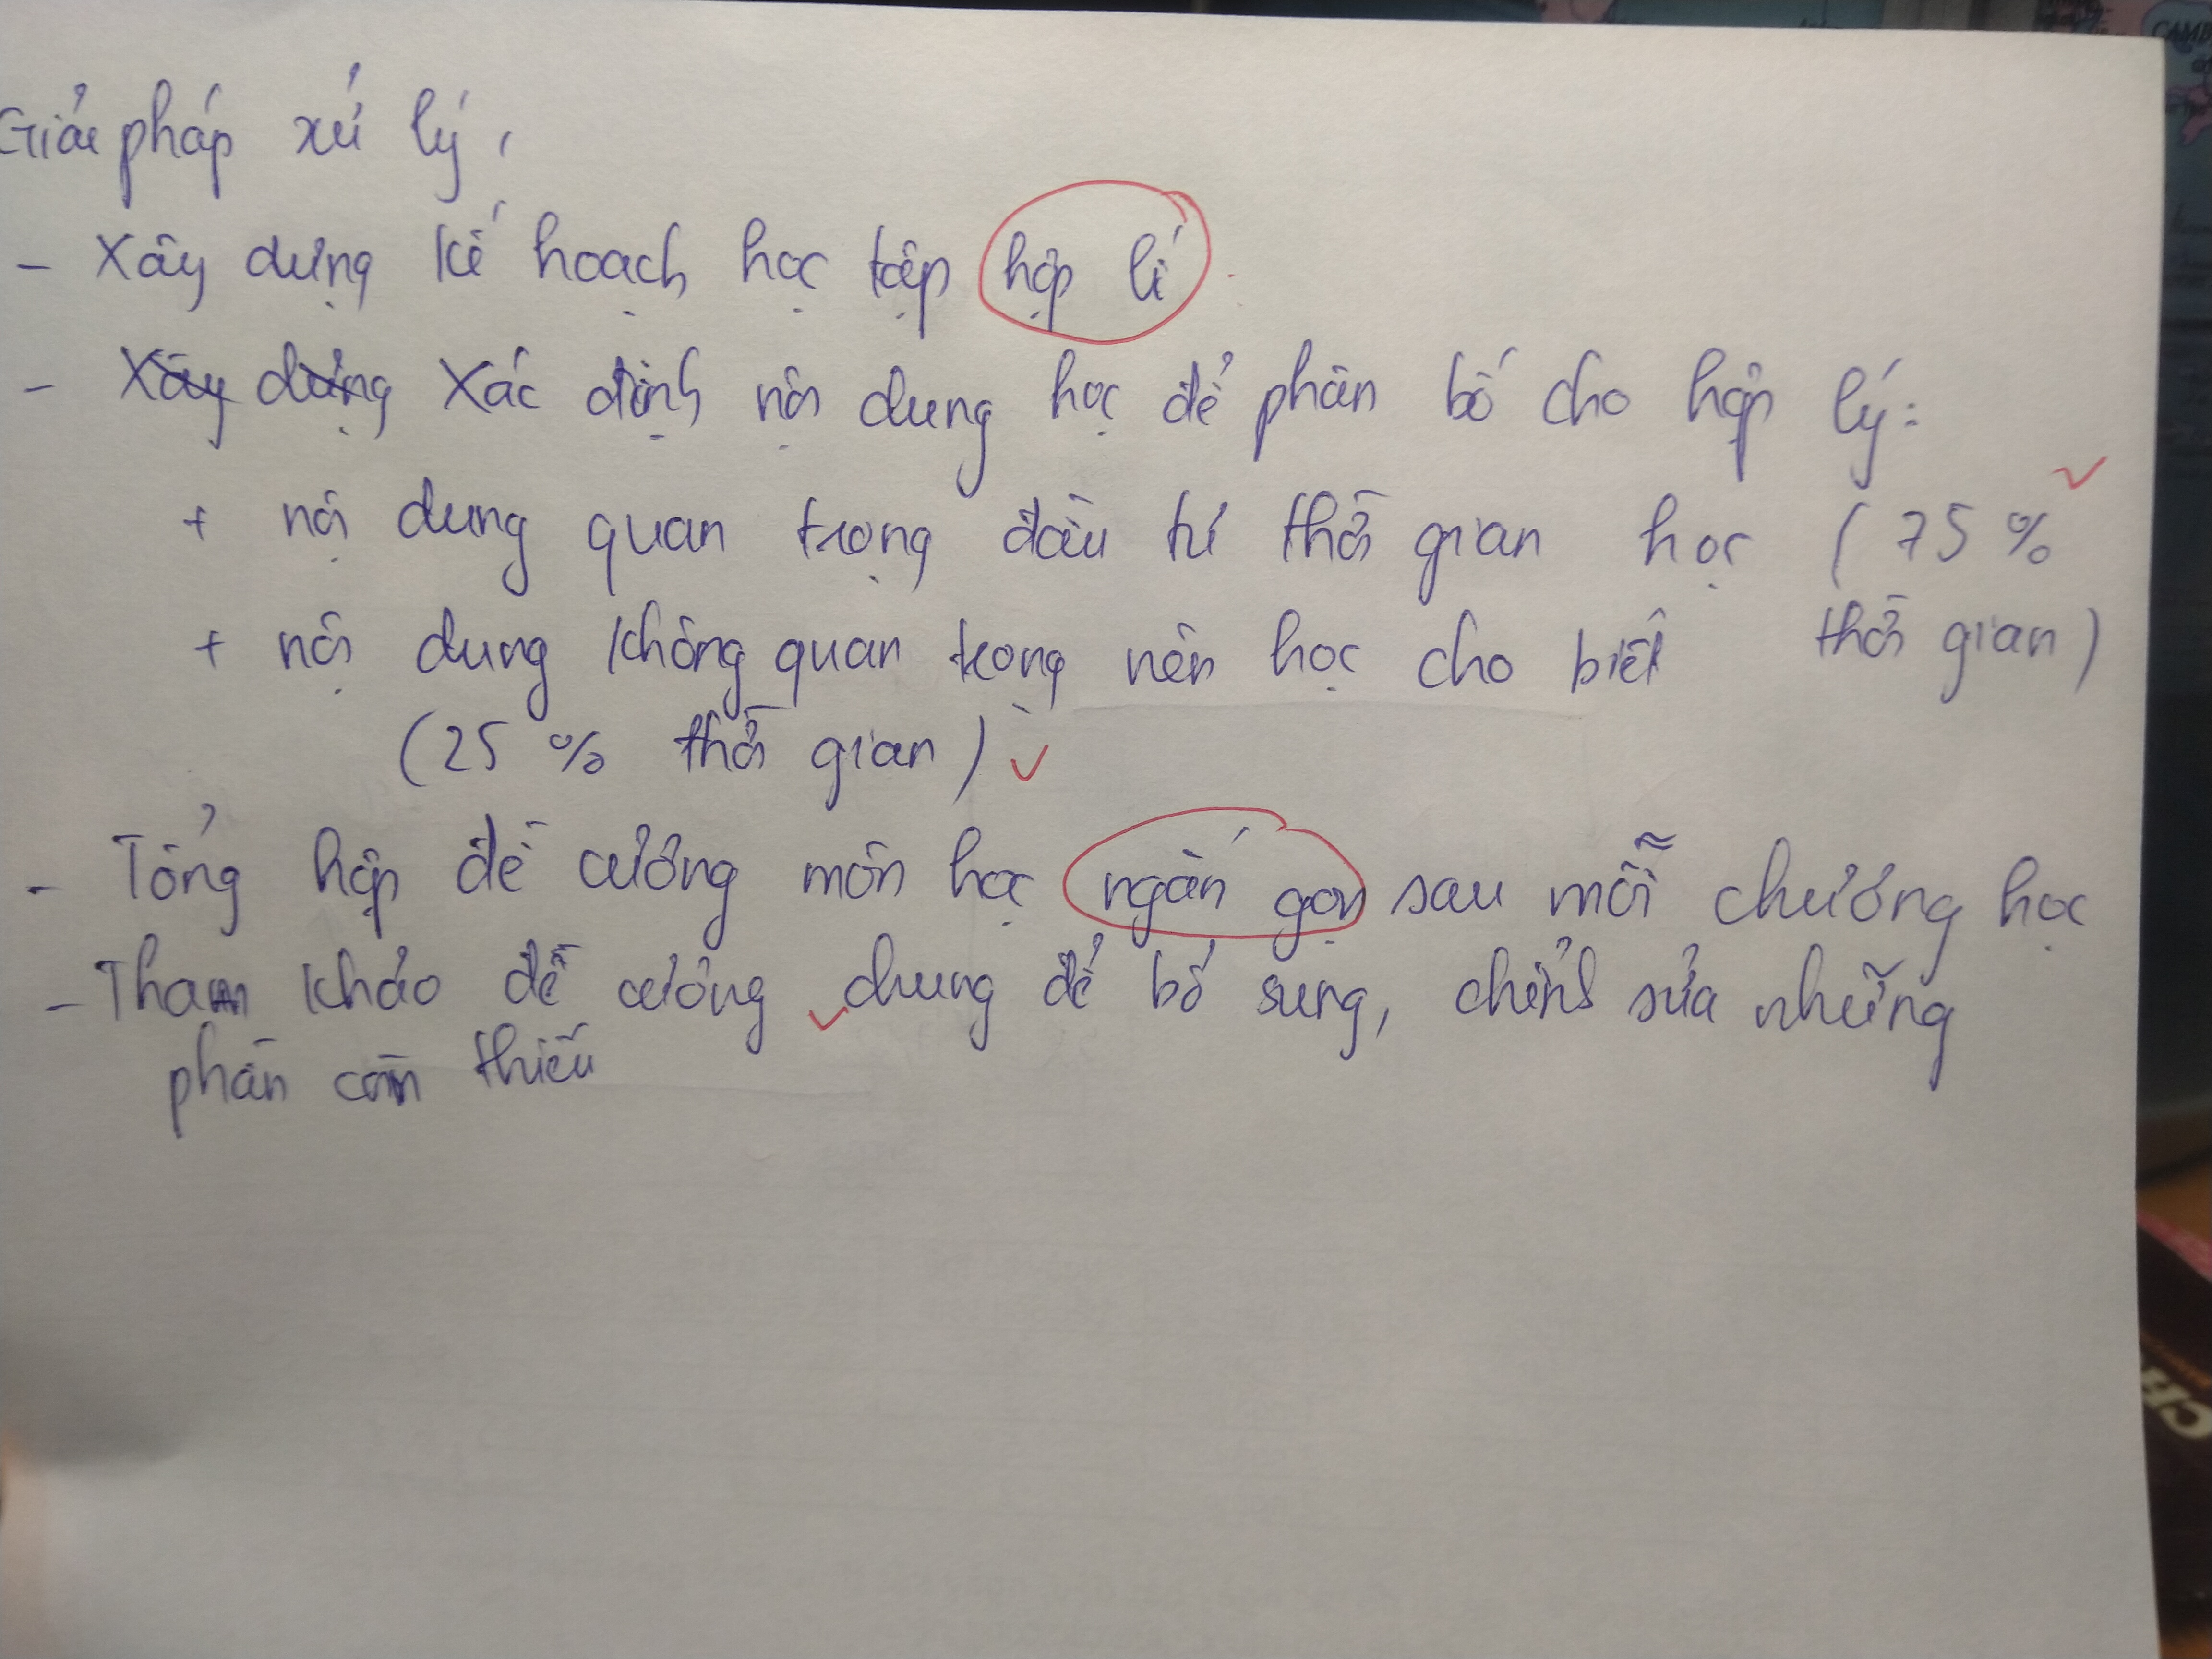 Giải pháp xử lý,
- Xây dựng kế hoạch học tập hợp lí.
- Xây dựng Xác định nội dung học để phân bố cho hợp lý:
+ nội dung quan trọng đầu tư thời gian học (75%
+ nội dung không quan trọng nên học cho biết thời gian)
(25% thời gian)
- Tổng hợp đề cương môn học ngắn gọn sau mỗi chương học
- Tham khảo đề cương chung để bổ sung, chỉnh sửa những
phần còn thiếu
CAMB